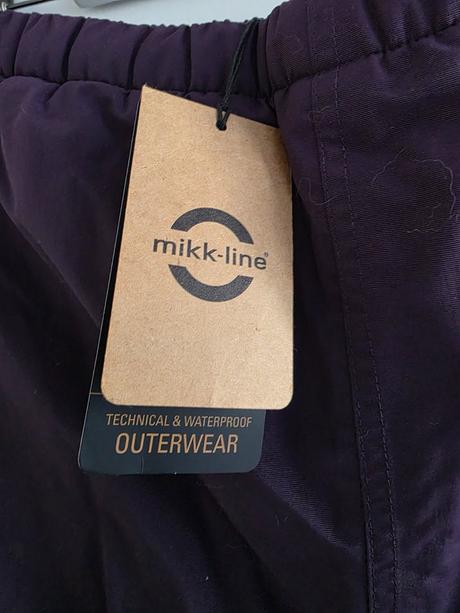 mikk-line®
TECHNICAL & WATERPROOF
OUTERWEAR